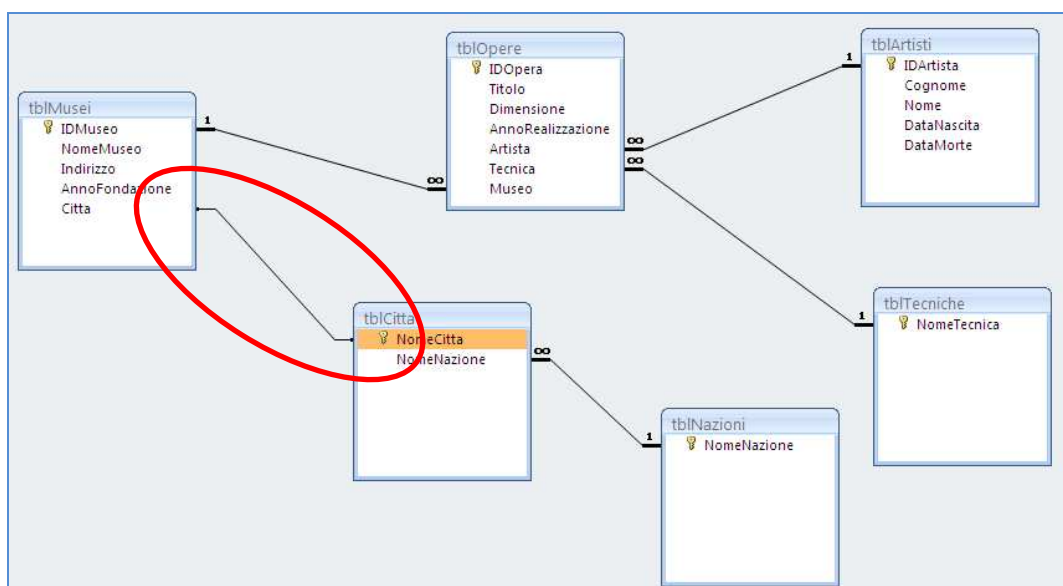 tblMusei
IDMuseo
NomeMuseo
Indirizzo
AnnoFondazione
Citta
1
∞
tblOpere
IDOpera
Titolo
Dimensione
AnnoRealizzazione
Artista
Tecnica
Museo
∞
∞
1
tblArtisti
IDArtista
Cognome
Nome
DataNascita
DataMorte
tblCitta
NomeCitta
NomeNazione
∞
1
tblNazioni
NomeNazione
1
tblTecniche
NomeTecnica